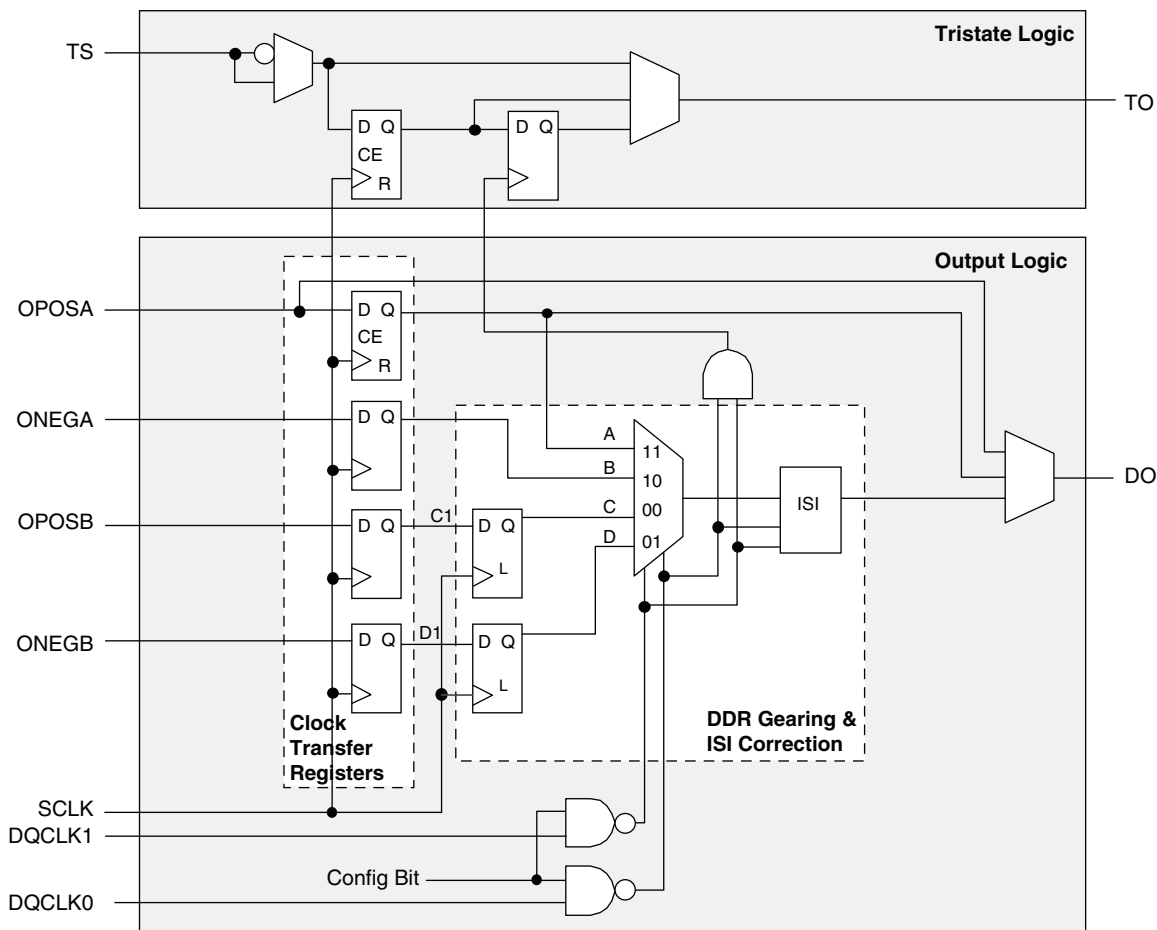 Tristate Logic
TS
TO
D Q
CE
R
D Q
Output Logic
OPOSA
D Q
CE
R
ONEGA
D Q
A
11
B
10
C
00
D
01
ISI
DO
OPOSB
D Q
C1
D Q
L
ONEGB
D Q
D1
D Q
L
Clock
Transfer
Registers
DDR Gearing &
ISI Correction
SCLK
DQCLK1
Config Bit
DQCLK0